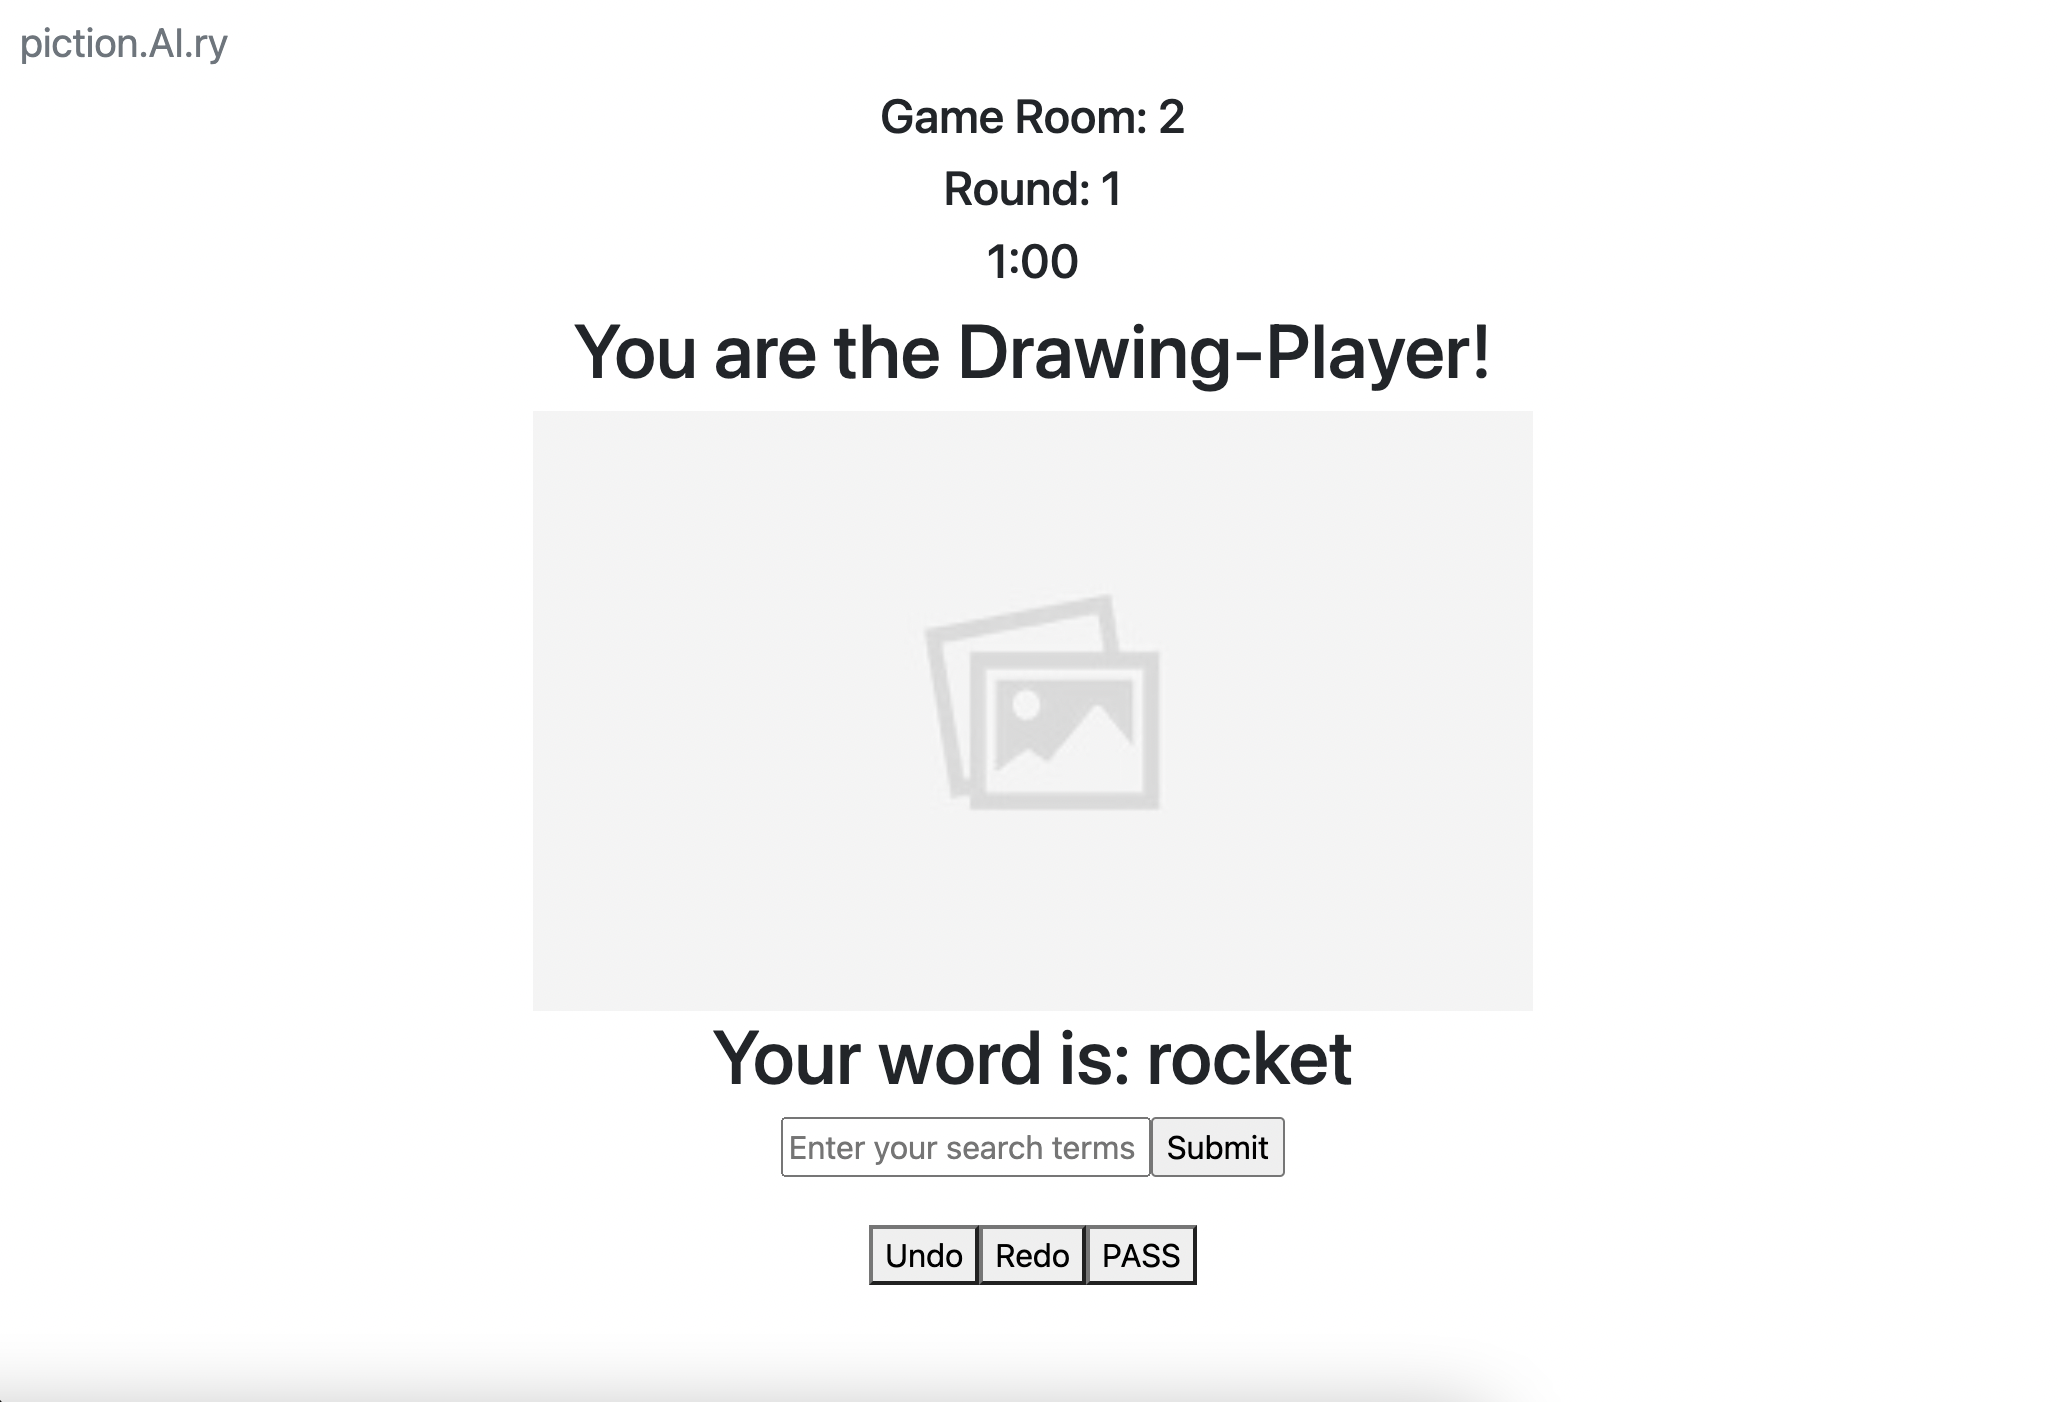 piction.AI.ry
Game Room: 2
Round: 1
1:00
You are the Drawing-Player!
Your word is: rocket
Enter your search terms Submit
Undo Redo PASS